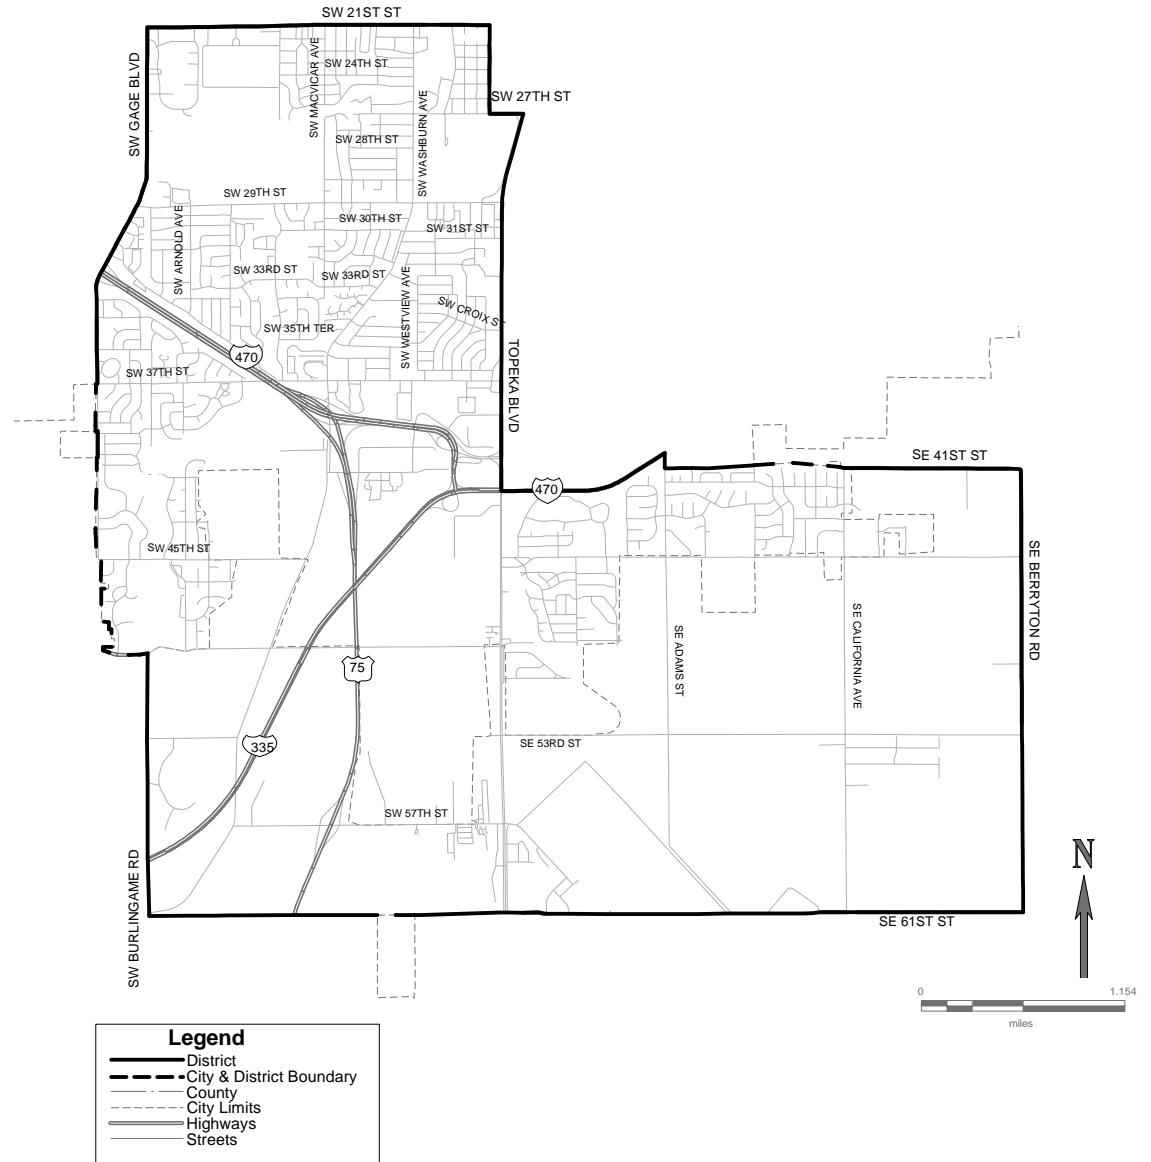 SW 21ST ST
SW GAGE BLVD
SW MACVICAR AVE
SW 24TH ST
SW 27TH ST
SW WASHBURN AVE
SW 28TH ST
SW 29TH ST
SW ARNOLD AVE
SW 30TH ST
SW 31ST ST
SW 33RD ST
SW 33RD ST
SW WESTVIEW AVE
SW CROIX ST
SW 35TH TER
470
TOPEKA BLVD
SW 37TH ST
SE 41ST ST
470
SW 45TH ST
SE BERRYTON RD
SE ADAMS ST
SE CALIFORNIA AVE
75
335
SE 53RD ST
SW 57TH ST
SW BURLINGAME RD
SE 61ST ST
N
0 1.154
miles
Legend
District
City & District Boundary
County
City Limits
Highways
Streets